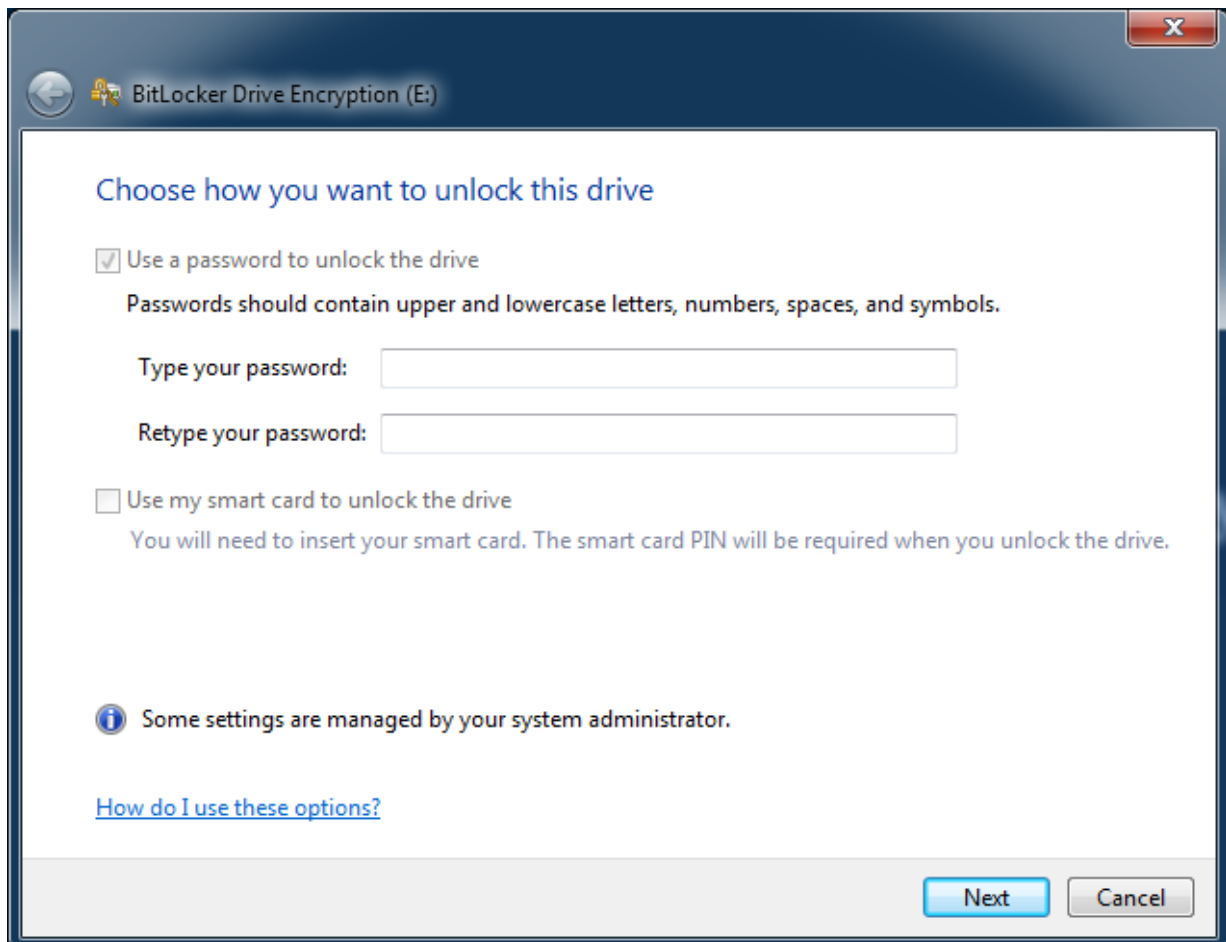 BitLocker Drive Encryption (E:)
Choose how you want to unlock this drive
Use a password to unlock the drive
Passwords should contain upper and lowercase letters, numbers, spaces, and symbols.
Type your password:
Retype your password:
Use my smart card to unlock the drive
You will need to insert your smart card. The smart card PIN will be required when you unlock the drive.
Some settings are managed by your system administrator.
How do I use these options?
Next Cancel